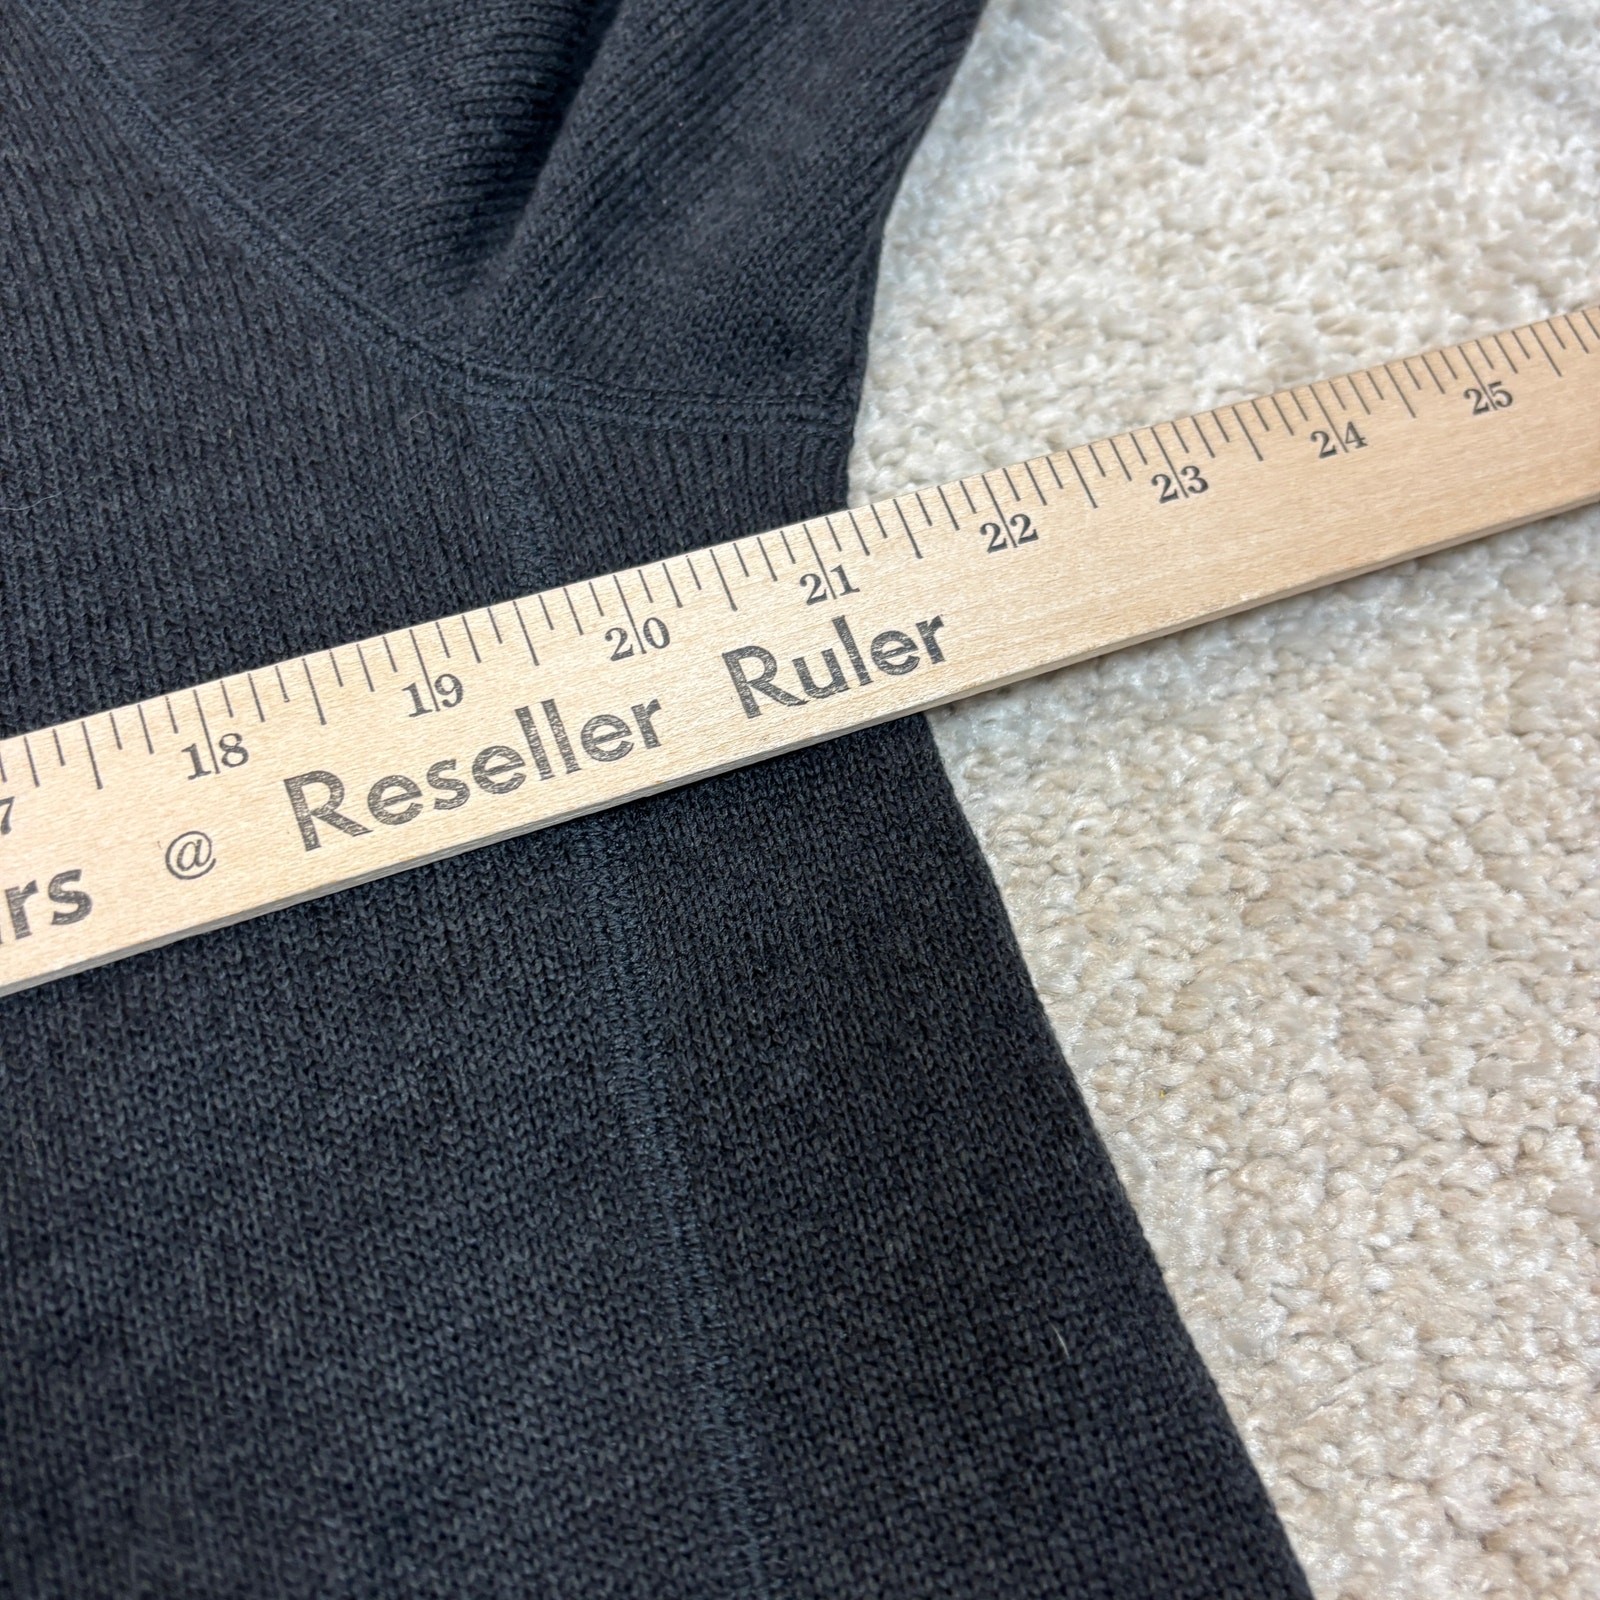 7 18 19 20 21 22 23 24 25
rs @ Reseller Ruler